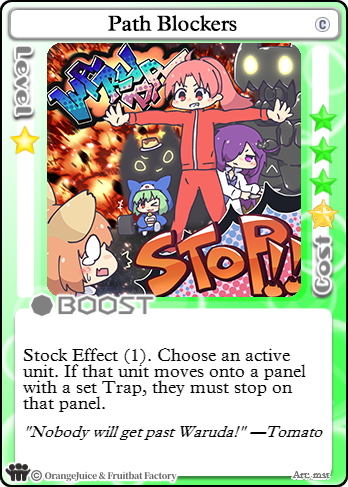 Path Blockers
C
Level
Cost
STOP!!
BOOST
Stock Effect (1). Choose an active
unit. If that unit moves onto a panel
with a set Trap, they must stop on
that panel.
"Nobody will get past Waruda!" —Tomato
© OrangeJuice & Fruitbat Factory
Art: msr